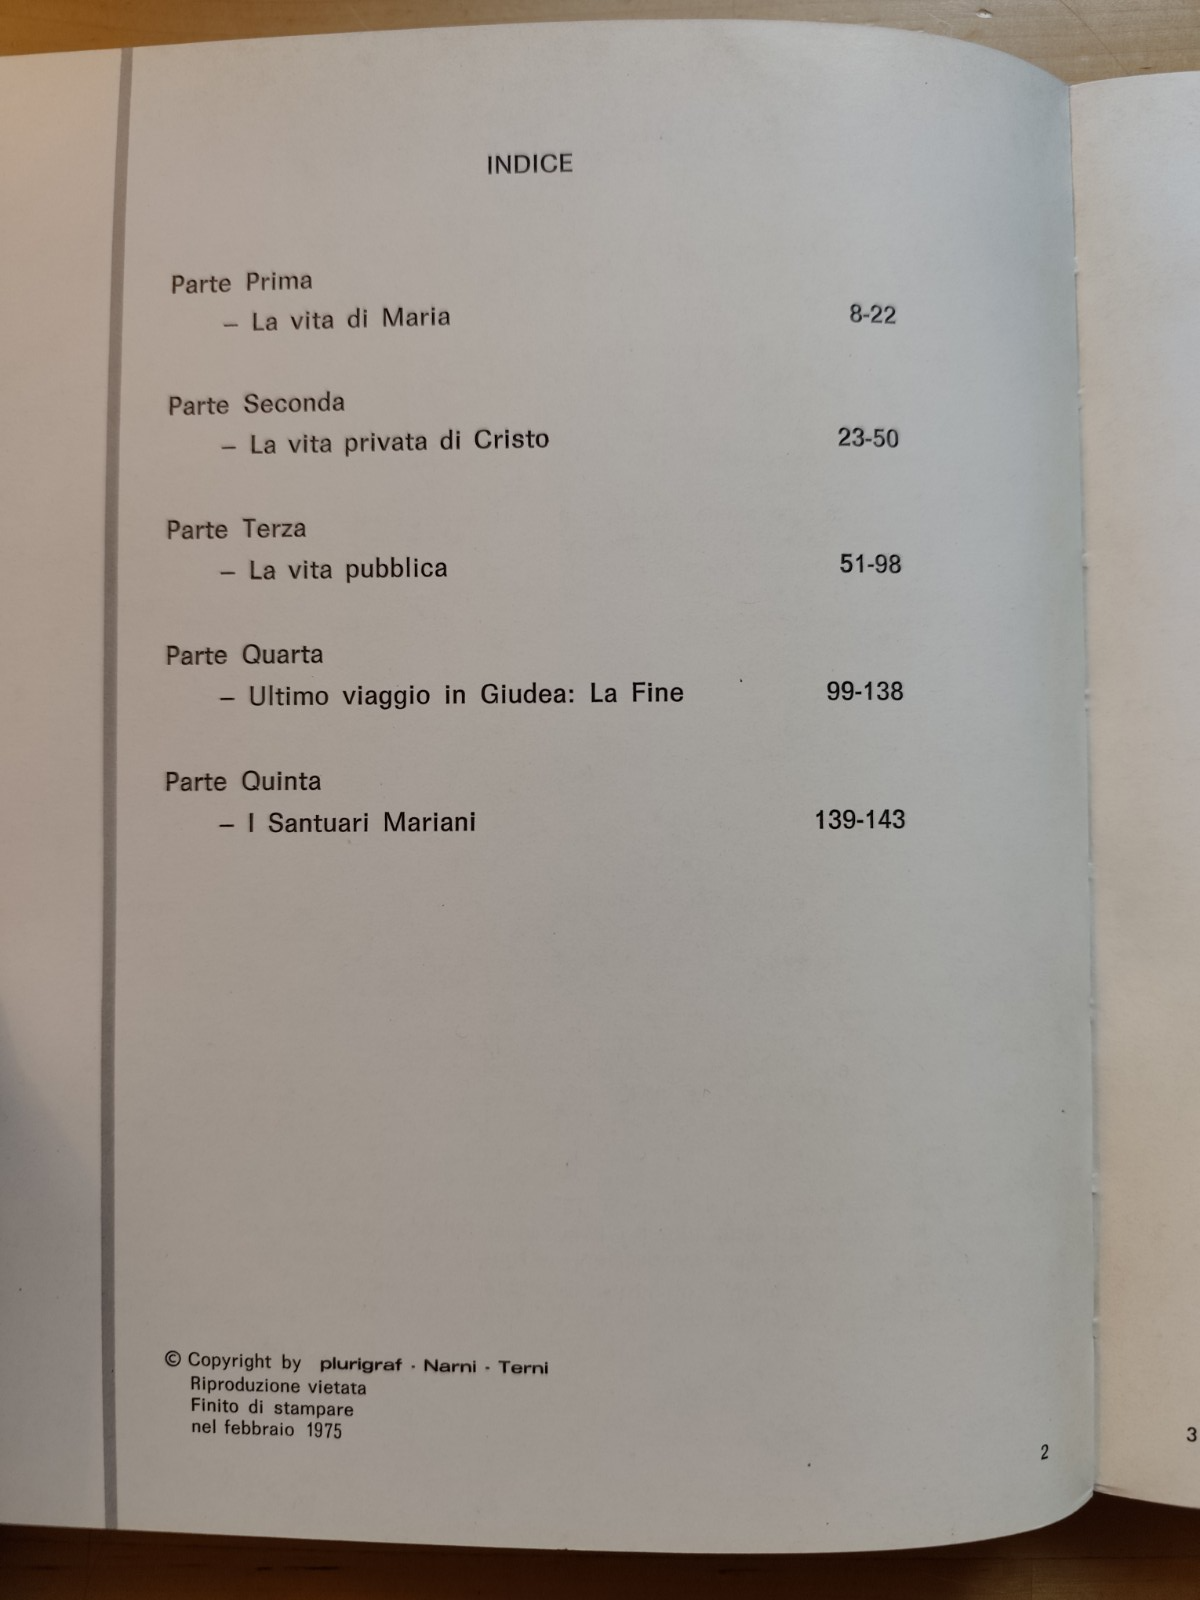 INDICE
Parte Prima
– La vita di Maria 8-22
Parte Seconda
– La vita privata di Cristo 23-50
Parte Terza
– La vita pubblica 51-98
Parte Quarta
– Ultimo viaggio in Giudea: La Fine 99-138
Parte Quinta
– I Santuari Mariani 139-143
© Copyright by plurigraf · Narni · Terni
Riproduzione vietata
Finito di stampare
nel febbraio 1975
2
3